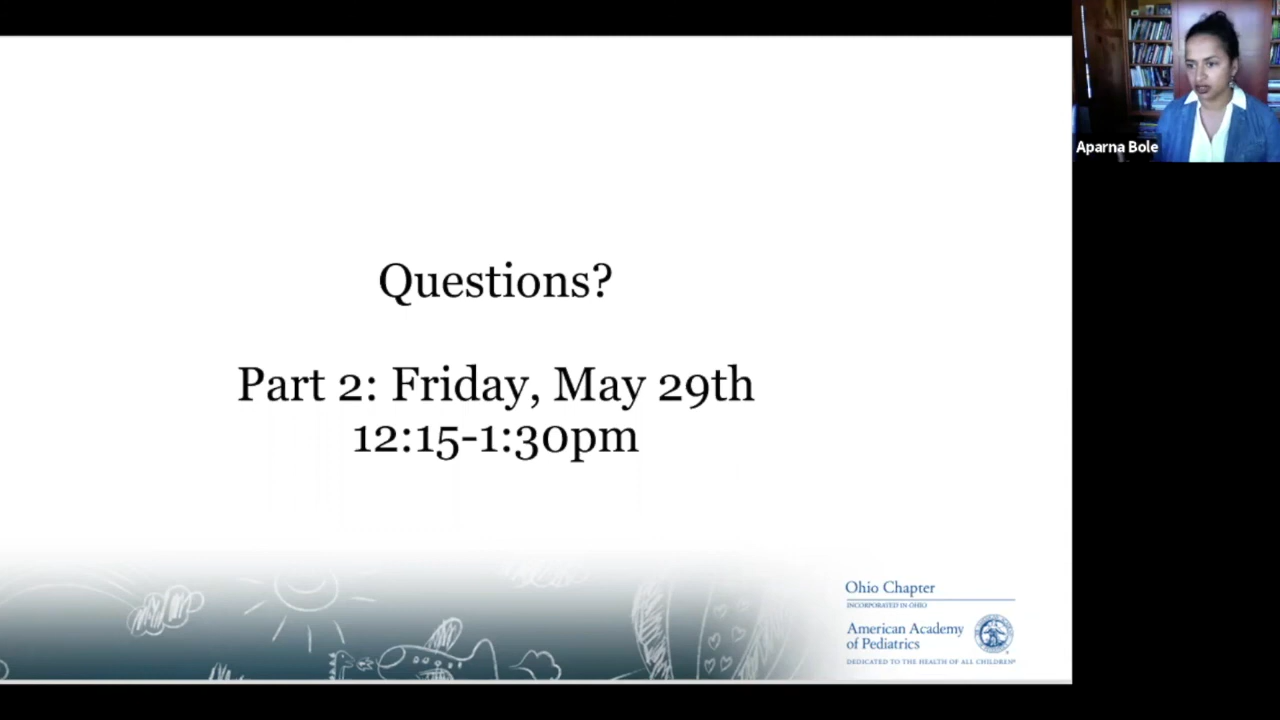 Aparna Bole
Questions?
Part 2: Friday, May 29th
12:15-1:30pm
Ohio Chapter
INCORPORATED IN OHIO
American Academy
of Pediatrics
DEDICATED TO THE HEALTH OF ALL CHILDREN®